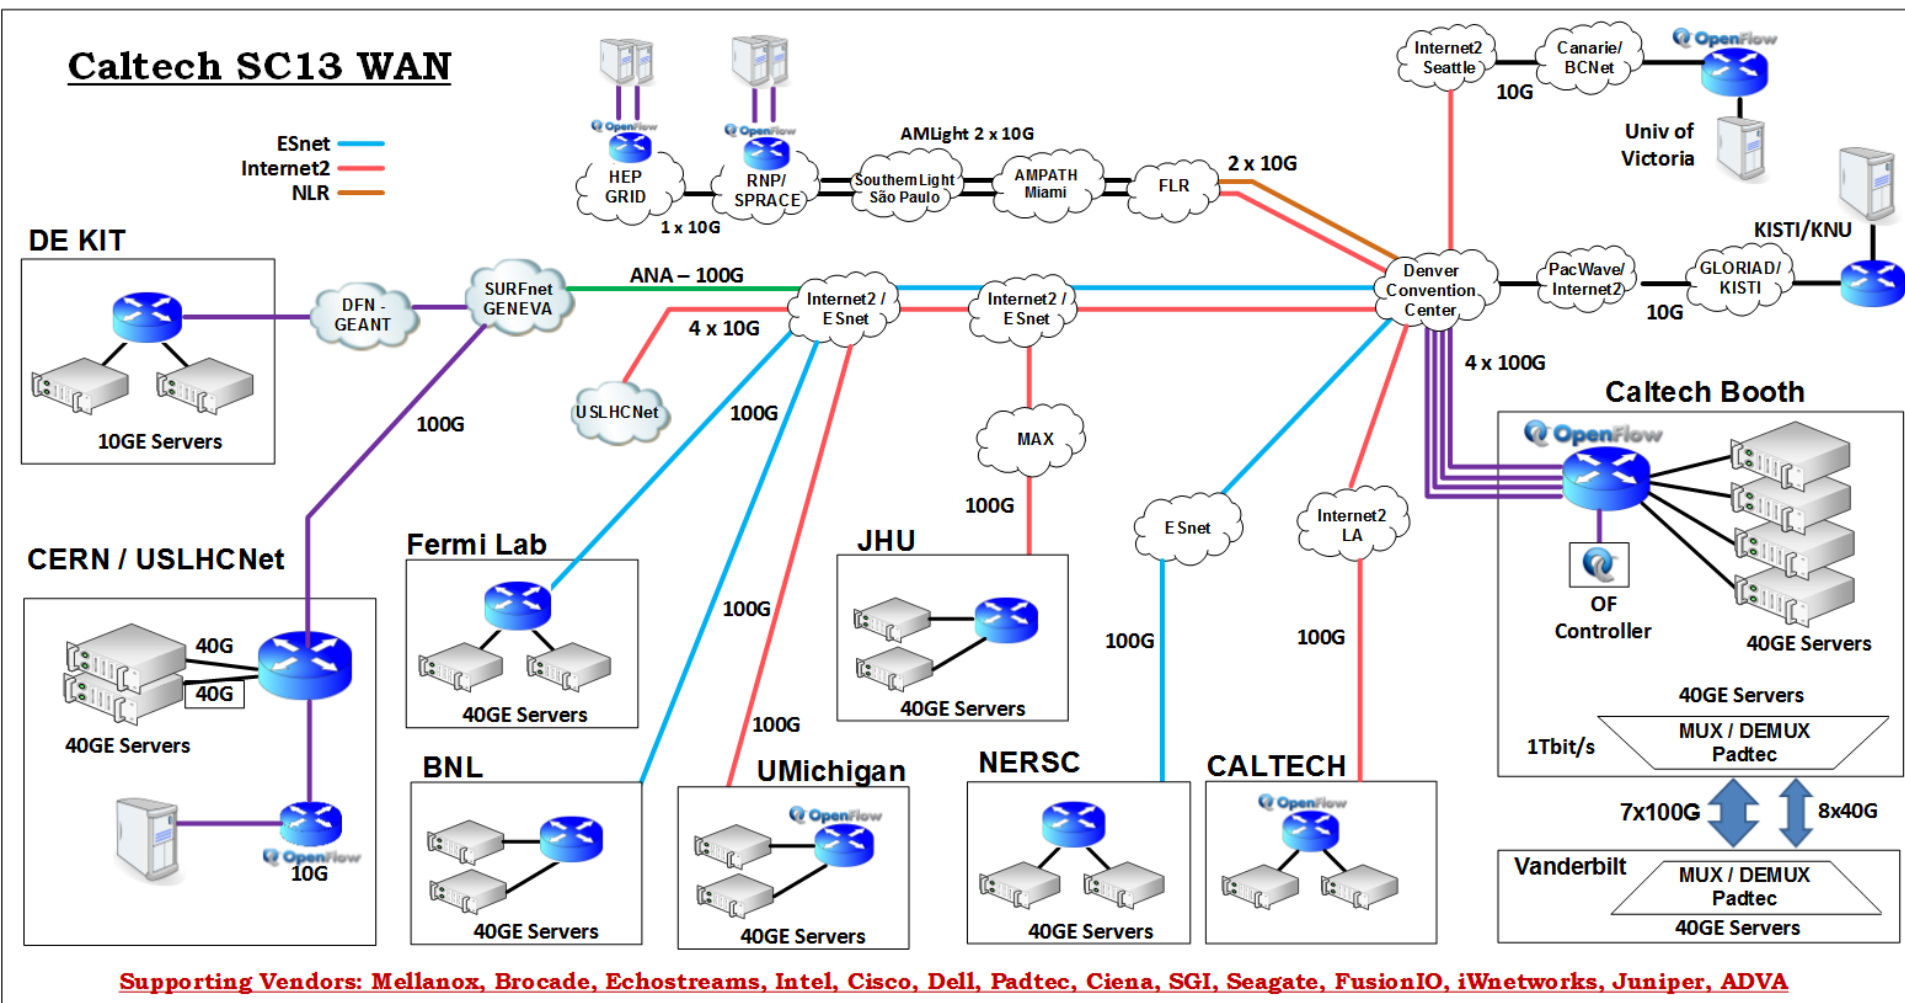 Caltech SC13 WAN
ESnet
Internet2
NLR
OpenFlow
OpenFlow
HEP
GRID
1 x 10G
RNP/
SPRACE
AMLight 2 x 10G
SouthernLight
São Paulo
AMPATH
Miami
FLR
2 x 10G
Internet2
Seattle
10G
Canarie/
BCNet
OpenFlow
Univ of
Victoria
KISTI/KNU
Denver
Convention
Center
PacWave/
Internet2
10G
GLORIAD/
KISTI
DE KIT
10GE Servers
DFN -
GEANT
SURFnet
GENEVA
ANA – 100G
4 x 10G
USLHCNet
Internet2 /
ESnet
Internet2 /
ESnet
100G
100G
100G
100G
MAX
100G
ESnet
100G
Internet2
LA
100G
4 x 100G
CERN / USLHCNet
40G
40G
40GE Servers
OpenFlow
10G
Fermi Lab
40GE Servers
BNL
40GE Servers
UMichigan
OpenFlow
40GE Servers
JHU
40GE Servers
NERSC
40GE Servers
CALTECH
OpenFlow
40GE Servers
Caltech Booth
OpenFlow
OF
Controller
40GE Servers
40GE Servers
1Tbit/s
MUX / DEMUX
Padtec
7x100G
8x40G
Vanderbilt
MUX / DEMUX
Padtec
40GE Servers
Supporting Vendors: Mellanox, Brocade, Echostreams, Intel, Cisco, Dell, Padtec, Ciena, SGI, Seagate, FusionIO, iWnetworks, Juniper, ADVA